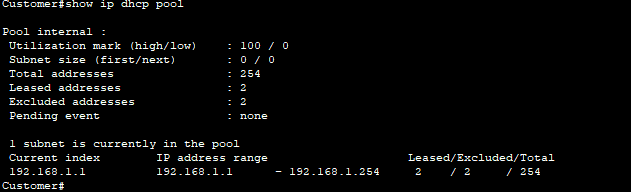 Customer#show ip dhcp pool
Pool internal :
Utilization mark (high/low)    : 100 / 0
Subnet size (first/next)       : 0 / 0
Total addresses                : 254
Leased addresses               : 2
Excluded addresses             : 2
Pending event                  : none
1 subnet is currently in the pool
Current index        IP address range                    Leased/Excluded/Total
192.168.1.1          192.168.1.1      - 192.168.1.254     2    / 2     / 254
Customer#